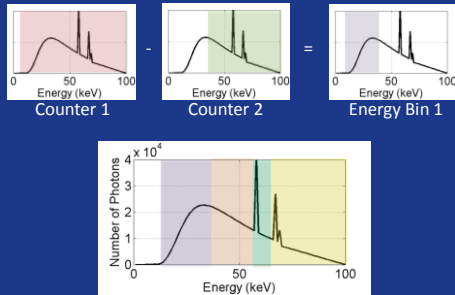 -
=
0 50 100
0 50 100
0 50 100
Energy (keV)
Energy (keV)
Energy (keV)
Counter 1
Counter 2
Energy Bin 1
4 x 10^4
3
2
1
0
Number of Photons
0 50 100
Energy (keV)